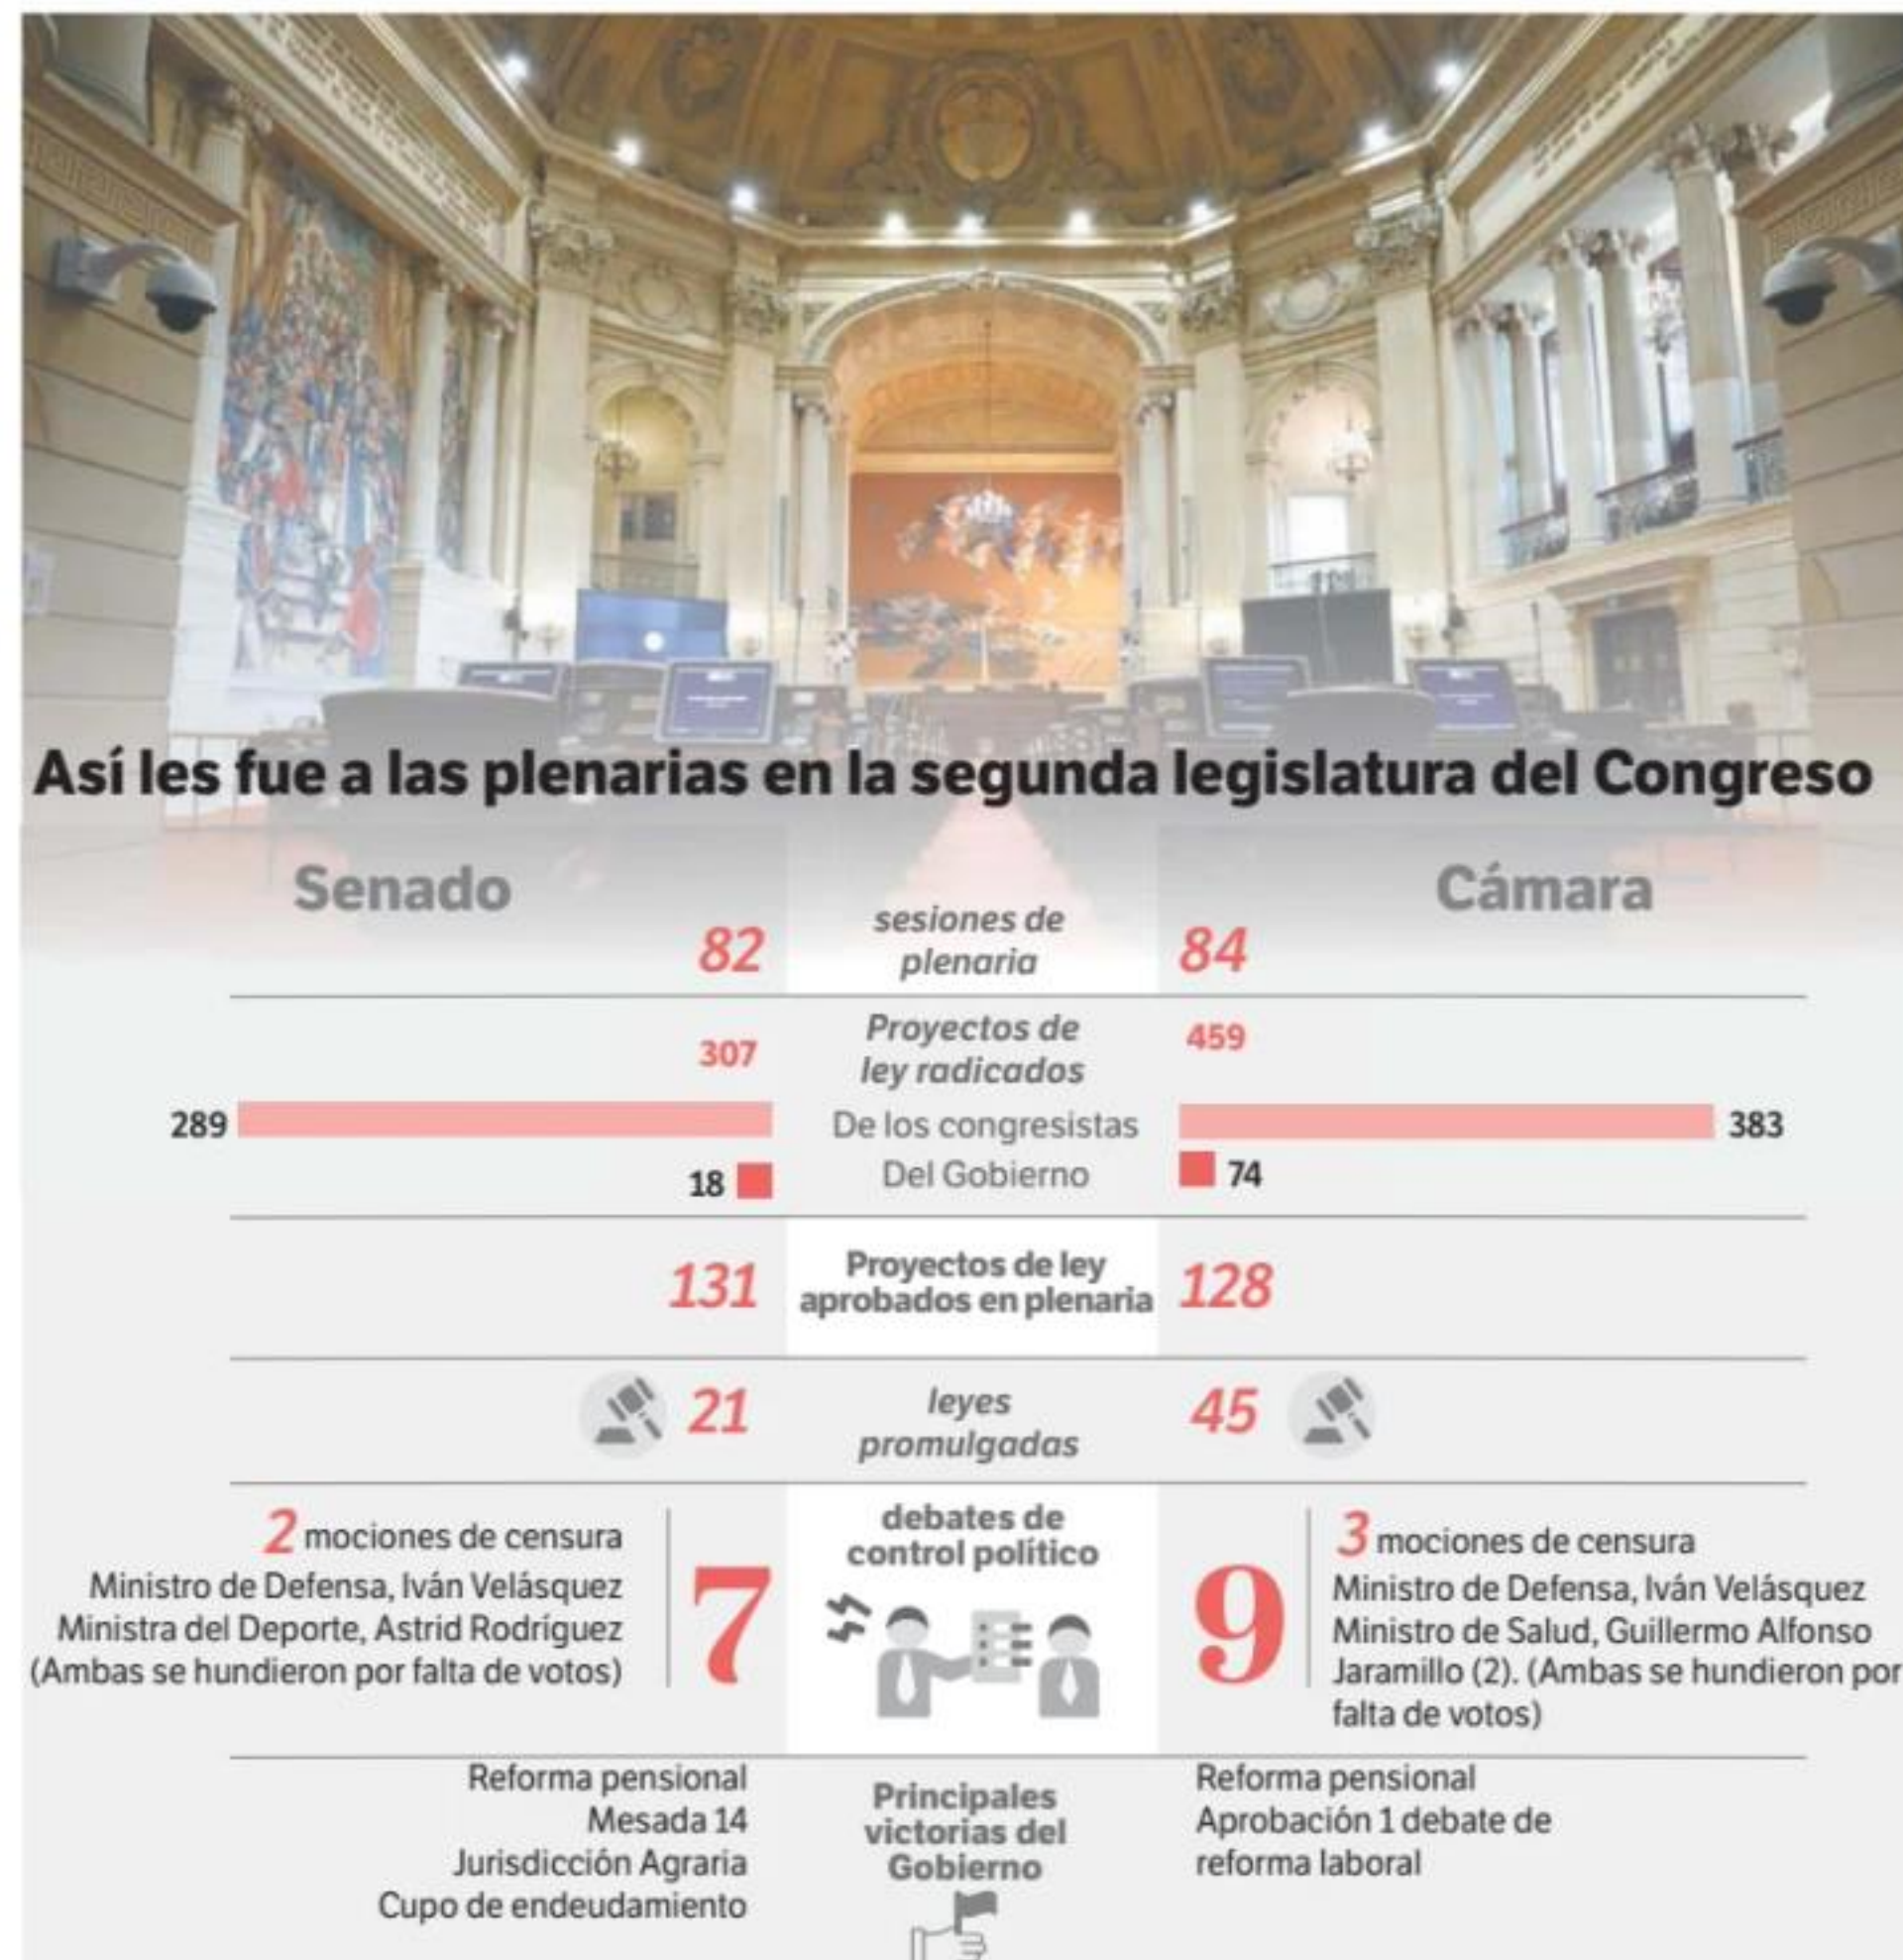 Así les fue a las plenarias en la segunda legislatura del Congreso
Senado
Cámara
82
sesiones de
plenaria
84
307
Proyectos de
ley radicados
459
289
De los congresistas
383
18
Del Gobierno
74
131
Proyectos de ley
aprobados en plenaria
128
21
leyes
promulgadas
45
2 mociones de censura
Ministro de Defensa, Iván Velásquez
Ministra del Deporte, Astrid Rodríguez
(Ambas se hundieron por falta de votos)
7
debates de
control político
9
3 mociones de censura
Ministro de Defensa, Iván Velásquez
Ministro de Salud, Guillermo Alfonso
Jaramillo (2). (Ambas se hundieron por
falta de votos)
Reforma pensional
Mesada 14
Jurisdicción Agraria
Cupo de endeudamiento
Principales
victorias del
Gobierno
Reforma pensional
Aprobación 1 debate de
reforma laboral